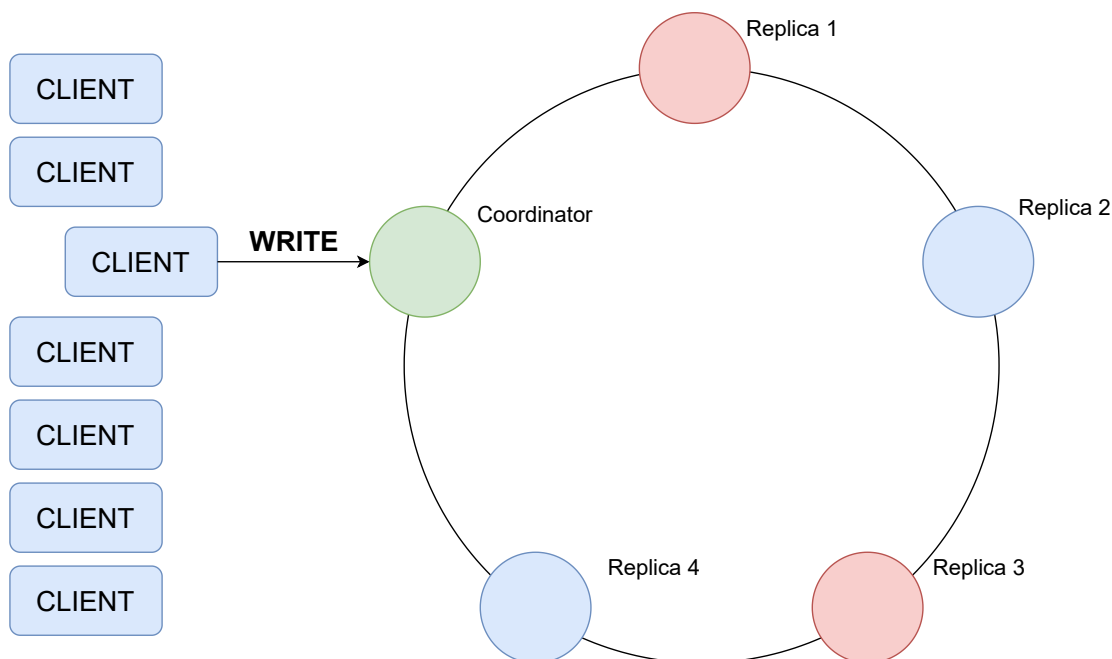 Replica 1
CLIENT
CLIENT
Coordinator
Replica 2
WRITE
CLIENT
CLIENT
CLIENT
CLIENT
Replica 4
Replica 3
CLIENT